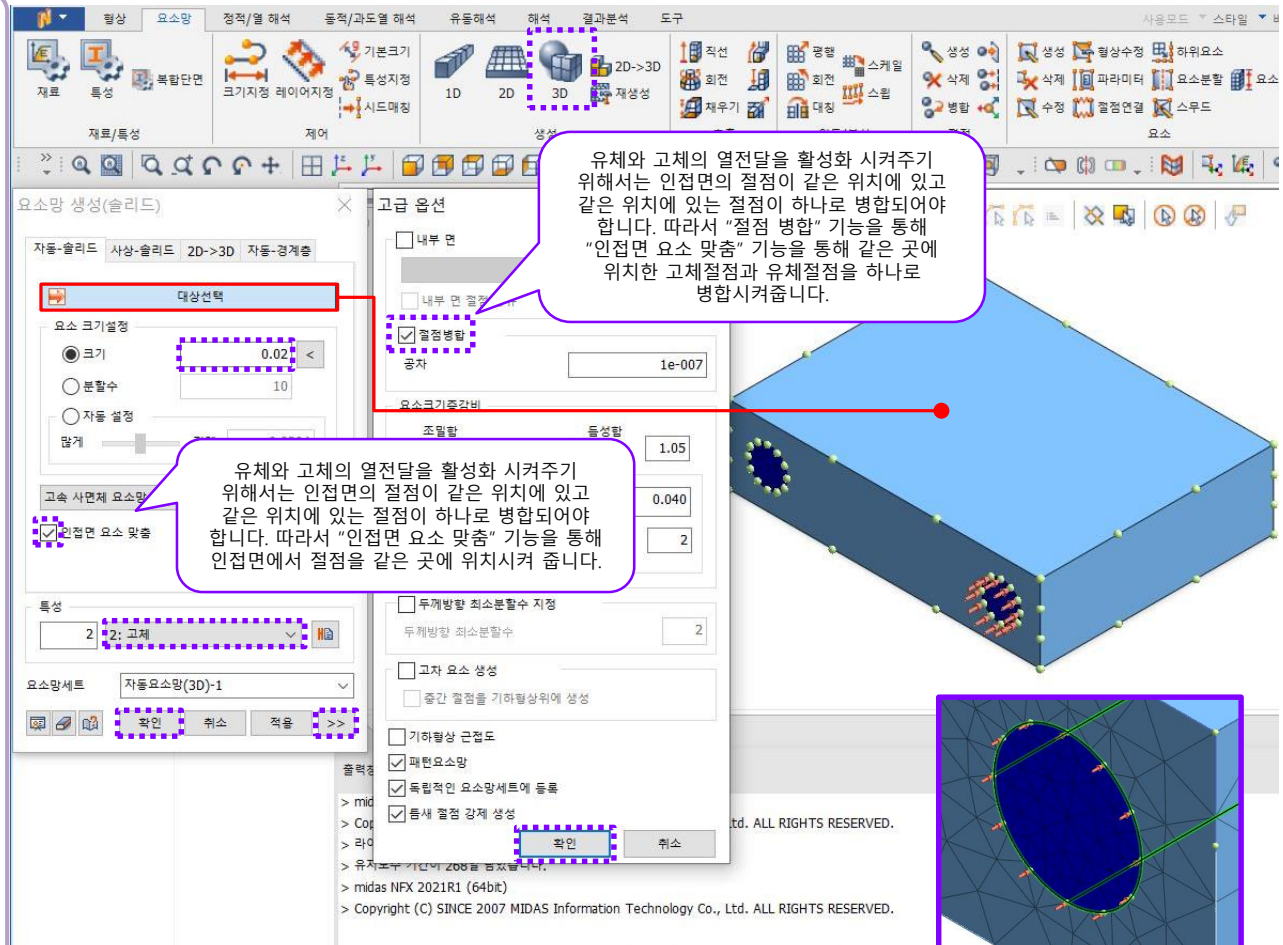 형상 요소망 정적/열 해석 동적/과도열 해석 유동해석 해석 결과분석 도구 사용모드 스타일
재료 특성 복합단면
크기지정 레이어지정 기본크기 특성지정 시드매칭
1D 2D 3D 2D->3D 재생성
직선 회전 채우기
평행 회전 대칭 스케일 스윕
생성 삭제 병합
생성 삭제 수정 형상수정 파라미터 절점연결 하위요소 요소분할 스무드 요소
재료/특성 제어 생성 요소
유체와 고체의 열전달을 활성화 시켜주기
위해서는 인접면의 절점이 같은 위치에 있고
같은 위치에 있는 절점이 하나로 병합되어야
합니다. 따라서 “절점 병합” 기능을 통해
“인접면 요소 맞춤” 기능을 통해 같은 곳에
위치한 고체절점과 유체절점을 하나로
병합시켜줍니다.
요소망 생성(솔리드)
자동-솔리드 사상-솔리드 2D->3D 자동-경계층
대상선택
요소 크기설정
크기 0.02 <
분할수 10
자동 설정
많게
고속 사면체 요소망
인접면 요소 맞춤
유체와 고체의 열전달을 활성화 시켜주기
위해서는 인접면의 절점이 같은 위치에 있고
같은 위치에 있는 절점이 하나로 병합되어야
합니다. 따라서 “인접면 요소 맞춤” 기능을 통해
인접면에서 절점을 같은 곳에 위치시켜 줍니다.
특성
2 2: 고체
요소망세트 자동요소망(3D)-1
확인 취소 적용 >>
고급 옵션
내부 면
내부 면 절점
절점병합
공차 1e-007
요소크기증감비
조밀함 듬성함
1.05
0.040
2
두께방향 최소분할수 지정
두께방향 최소분할수 2
고차 요소 생성
중간 절점을 기하형상위에 생성
기하형상 근접도
패턴요소망
독립적인 요소망세트에 등록
틈새 절점 강제 생성
확인 취소
> mid
> Cop td. ALL RIGHTS RESERVED.
> 라이
> 유지보수 기간이 268일 남았습니다.
> midas NFX 2021R1 (64bit)
> Copyright (C) SINCE 2007 MIDAS Information Technology Co., Ltd. ALL RIGHTS RESERVED.